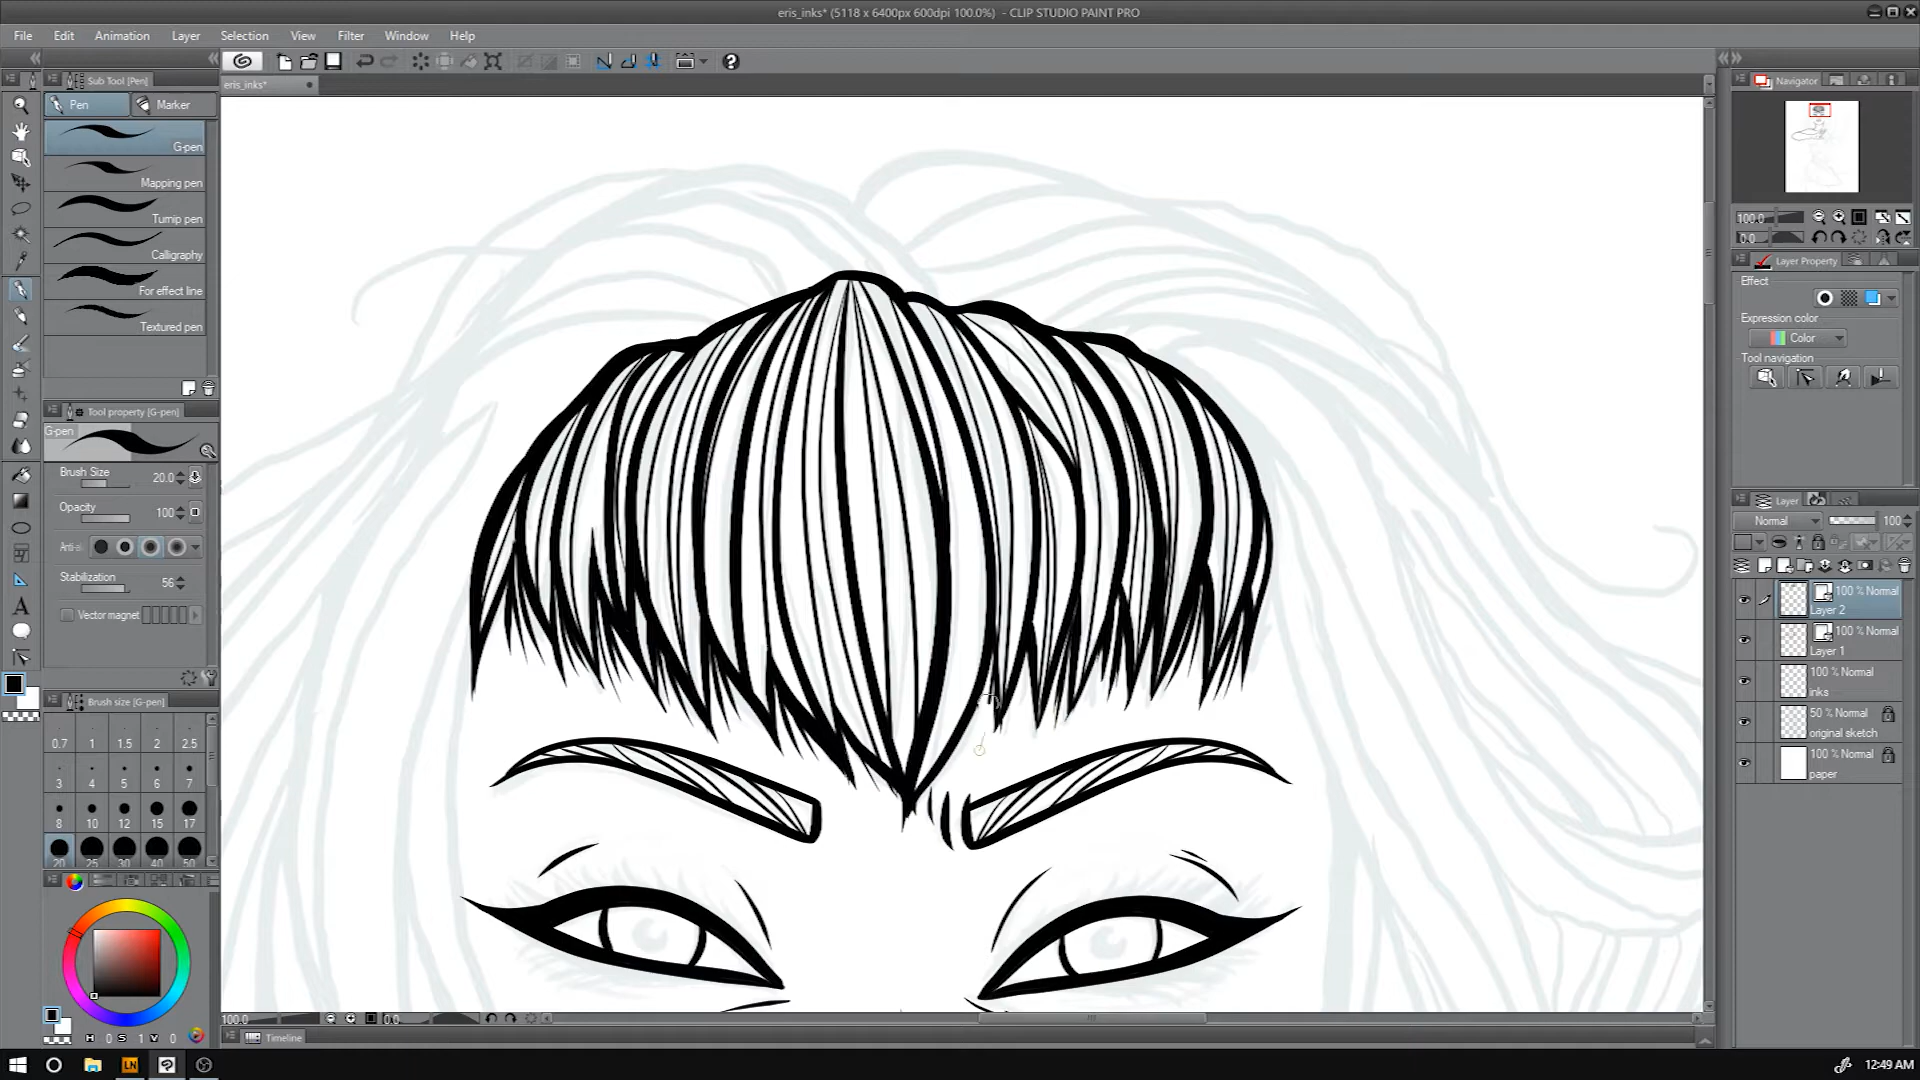 eris_inks* (5118 x 6400px 600dpi 100.0%) - CLIP STUDIO PAINT PRO
File Edit Animation Layer Selection View Filter Window Help
Sub Tool [Pen]
eris_inks*
Navigator
Pen Marker
G-pen
Mapping pen
Turnip pen
Calligraphy
For effect line
Textured pen
Tool property [G-pen]
G-pen
Brush Size 20.0
Opacity 100
Anti-a
Stabilization 56
Vector magnet
Brush size [G-pen]
0.7 1 1.5 2 2.5
3 4 5 6 7
8 10 12 15 17
20 25 30 40 50
H 0 S 1 V 0
100.0 0.0
Timeline
100.0
0.0
Layer Property
Effect
Expression color
Color
Tool navigation
Layer
Normal 100
100 % Normal
Layer 2
100 % Normal
Layer 1
100 % Normal
inks
50 % Normal
original sketch
100 % Normal
paper
LN
12:49 AM